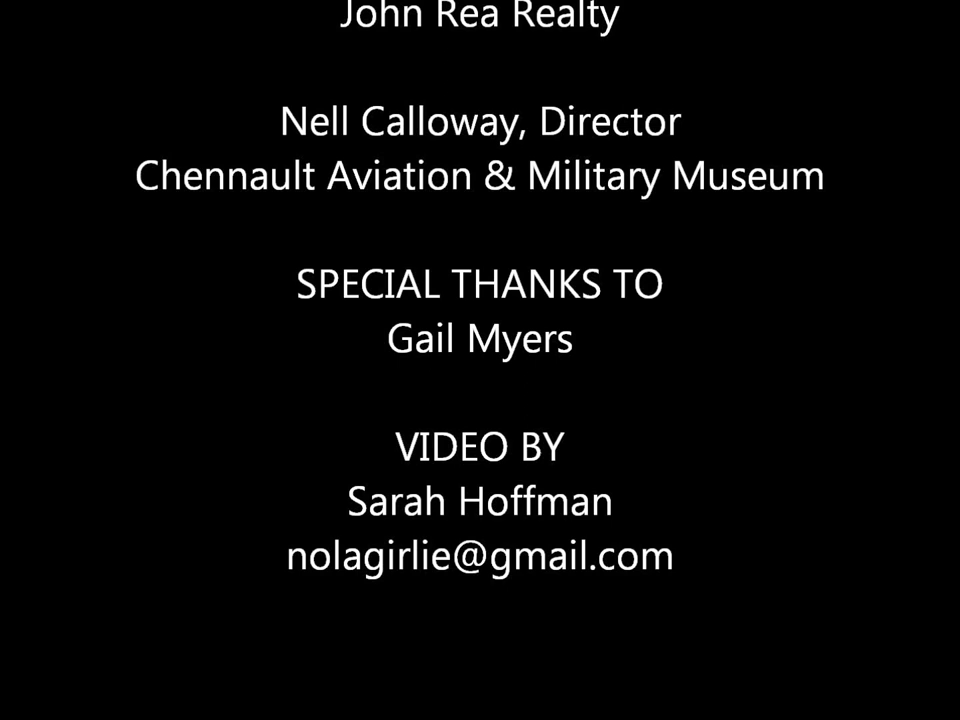 John Rea Realty
Nell Calloway, Director
Chennault Aviation & Military Museum
SPECIAL THANKS TO
Gail Myers
VIDEO BY
Sarah Hoffman
nolagirlie@gmail.com